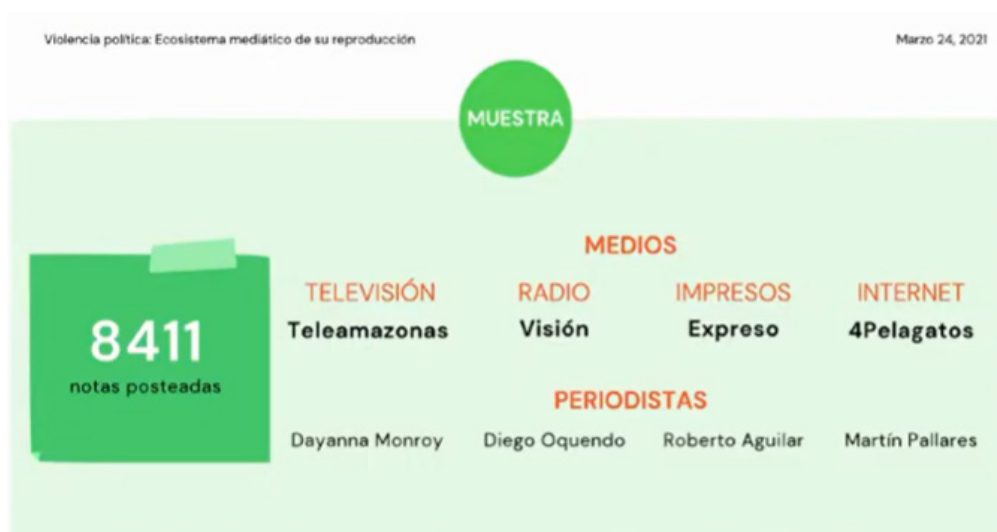 Violencia política: Ecosistema mediático de su reproducción
Marzo 24, 2021
MUESTRA
8411
notas posteadas
MEDIOS
TELEVISIÓN RADIO IMPRESOS INTERNET
Teleamazonas Visión Expreso 4Pelagatos
PERIODISTAS
Dayanna Monroy Diego Oquendo Roberto Aguilar Martín Pallares